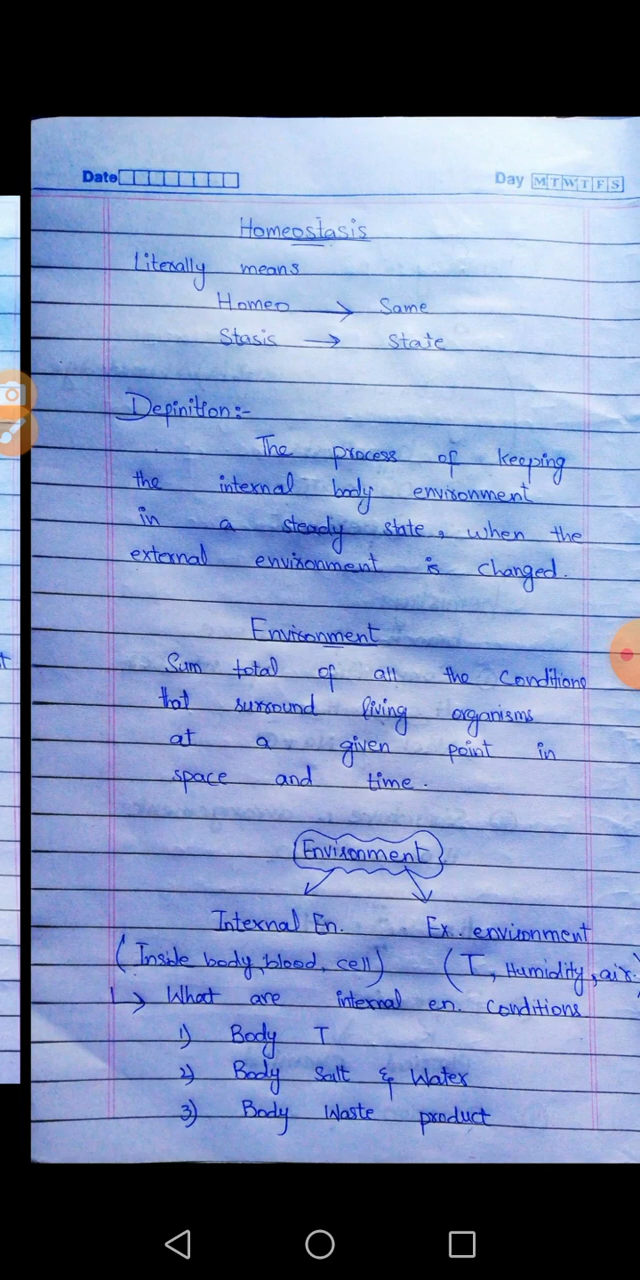 Date
Day M T W T F S
Homeostasis
Literally means
Homeo → Same
Stasis → State
Definition:-
The process of keeping
the internal body environment
in a steady state, when the
external environment is changed.
Environment
Sum total of all the Conditions
that surround living organisms
at a given point in
space and time.
Environment
Internal En. Ex. environment
(Inside body, blood, cell) (T, Humidity, air)
↳ What are internal en. Conditions
1) Body T
2) Body Salt & Water
3) Body Waste product